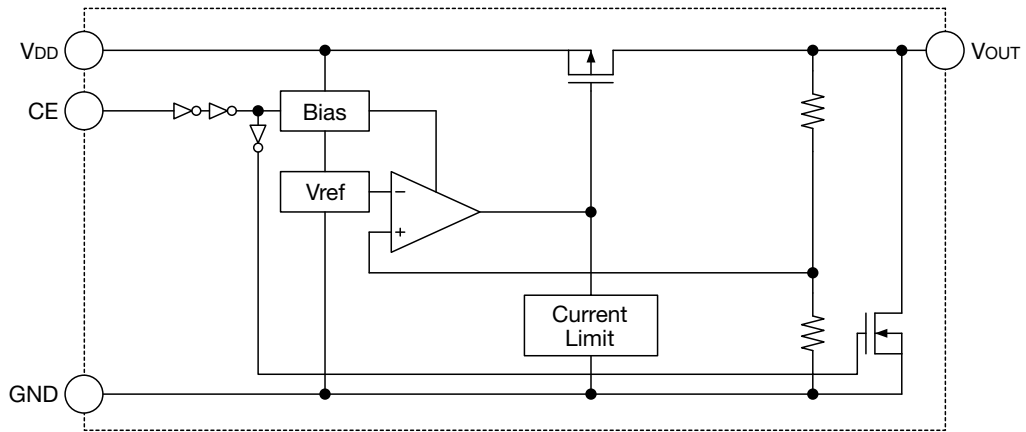 VDD
VOUT
CE
Bias
Vref
−
+
Current
Limit
GND